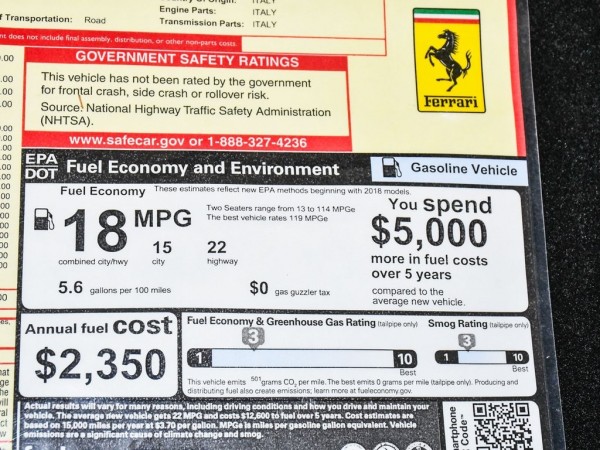 Country of Origin: ITALY
Engine Parts: ITALY
of Transportation: Road
Transmission Parts: ITALY
nt does not include final assembly, distribution, or other non-parts costs.
GOVERNMENT SAFETY RATINGS
This vehicle has not been rated by the government
for frontal crash, side crash or rollover risk.
Source: National Highway Traffic Safety Administration
(NHTSA).
www.safecar.gov or 1-888-327-4236
Ferrari
EPA
DOT
Fuel Economy and Environment
Gasoline Vehicle
Fuel Economy
These estimates reflect new EPA methods beginning with 2018 models.
18 MPG
Two Seaters range from 13 to 114 MPGe
The best vehicle rates 119 MPGe
15
22
combined city/hwy
city
highway
5.6 gallons per 100 miles
$0 gas guzzler tax
You spend
$5,000
more in fuel costs
over 5 years
compared to the
average new vehicle.
Annual fuel cost
$2,350
Fuel Economy & Greenhouse Gas Rating (tailpipe only)
3
1
10
Best
Smog Rating (tailpipe only)
3
1
10
Best
This vehicle emits 501 grams CO2 per mile. The best emits 0 grams per mile (tailpipe only). Producing and
distributing fuel also create emissions; learn more at fueleconomy.gov.
Actual results will vary for many reasons, including driving conditions and how you drive and maintain your
vehicle. The average new vehicle gets 22 MPG and costs $12,600 to fuel over 5 years. Cost estimates are
based on 15,000 miles per year at $3.70 per gallon. MPGe is miles per gasoline gallon equivalent. Vehicle
emissions are a significant cause of climate change and smog.
artphone
Code™